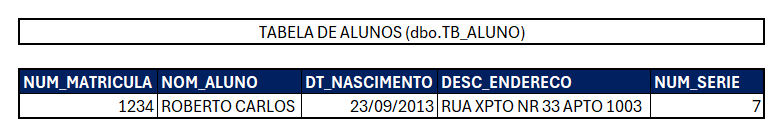 TABELA DE ALUNOS (dbo.TB_ALUNO)
NUM_MATRICULA NOM_ALUNO DT_NASCIMENTO DESC_ENDERECO NUM_SERIE
1234 ROBERTO CARLOS 23/09/2013 RUA XPTO NR 33 APTO 1003 7